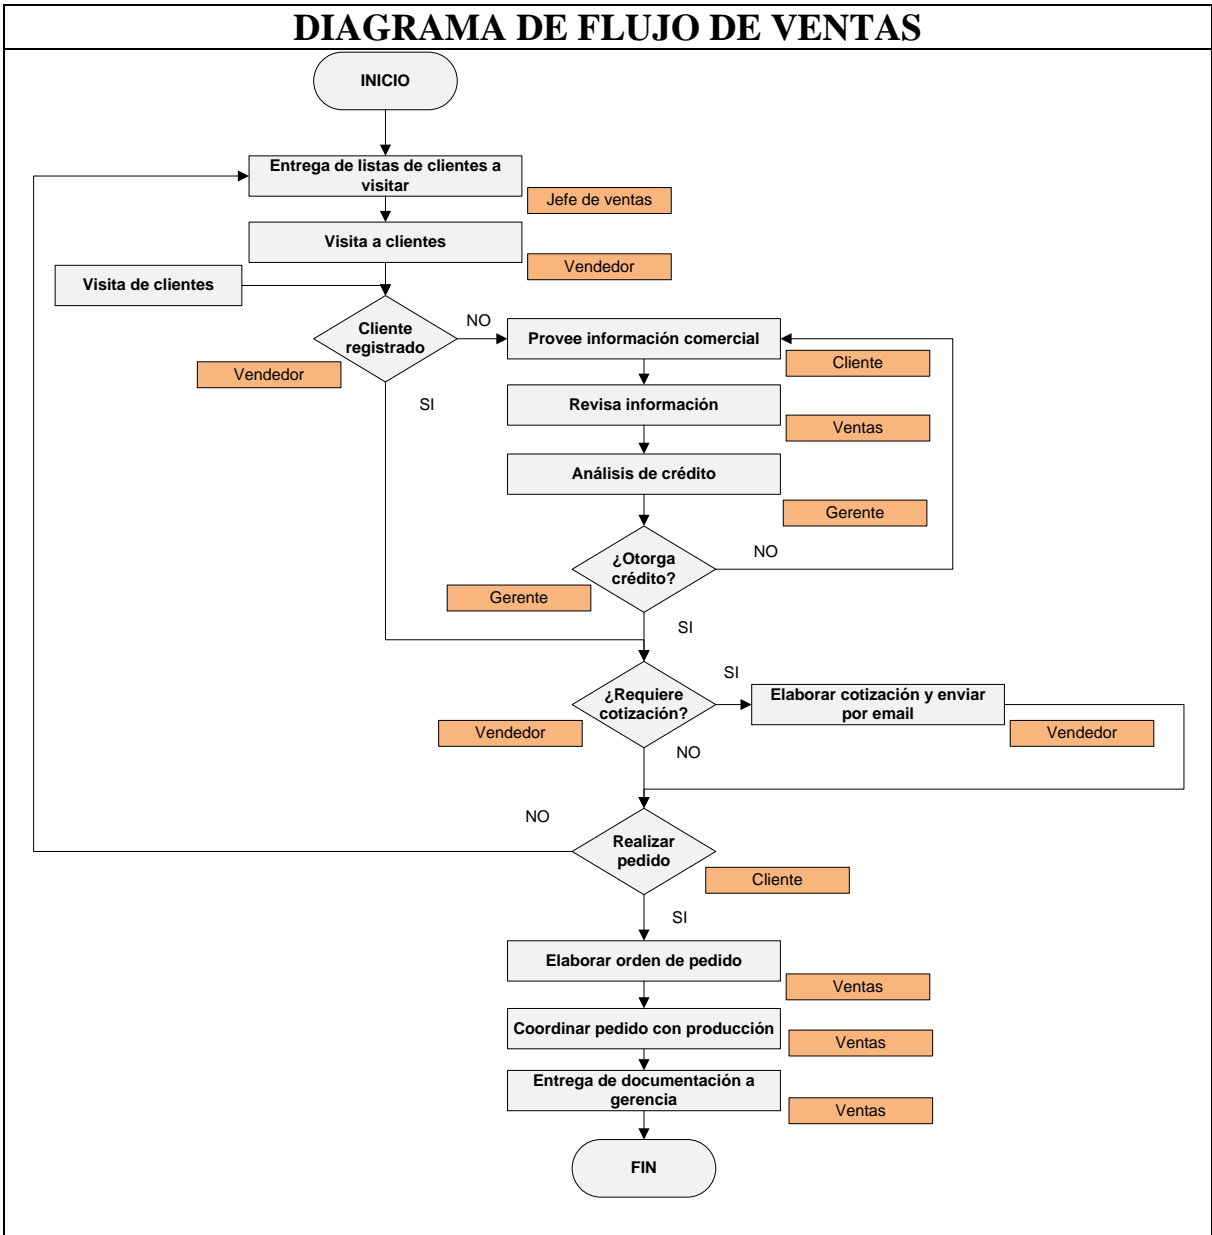 DIAGRAMA DE FLUJO DE VENTAS
INICIO
Entrega de listas de clientes a
visitar
Jefe de ventas
Visita a clientes
Vendedor
Visita de clientes
Cliente
registrado
NO
Vendedor
SI
Provee información comercial
Cliente
Revisa información
Ventas
Análisis de crédito
Gerente
¿Otorga
crédito?
NO
Gerente
SI
¿Requiere
cotización?
SI
Vendedor
NO
Elaborar cotización y enviar
por email
Vendedor
Realizar
pedido
NO
Cliente
SI
Elaborar orden de pedido
Ventas
Coordinar pedido con producción
Ventas
Entrega de documentación a
gerencia
Ventas
FIN